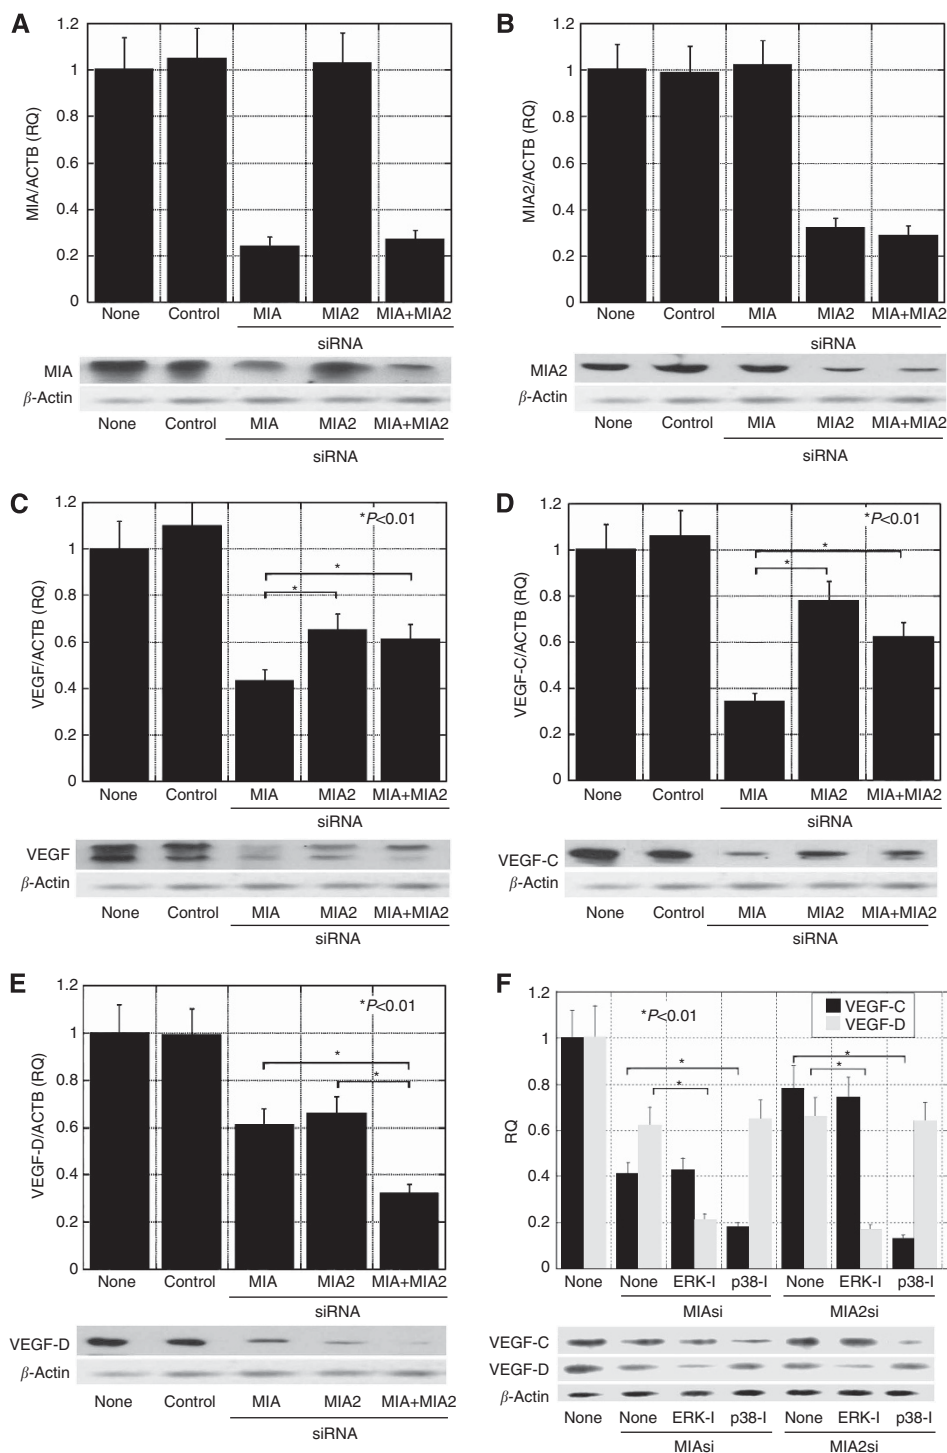 A
MIA/ACTB (RQ)
1.2
1
0.8
0.6
0.4
0.2
0
None Control MIA MIA2 MIA+MIA2
siRNA
MIA
β-Actin
None Control MIA MIA2 MIA+MIA2
siRNA
B
MIA2/ACTB (RQ)
1.2
1
0.8
0.6
0.4
0.2
0
None Control MIA MIA2 MIA+MIA2
siRNA
MIA2
β-Actin
None Control MIA MIA2 MIA+MIA2
siRNA
C
VEGF/ACTB (RQ)
1.2
1
0.8
0.6
0.4
0.2
0
*P<0.01
*
*
None Control MIA MIA2 MIA+MIA2
siRNA
VEGF
β-Actin
None Control MIA MIA2 MIA+MIA2
siRNA
D
VEGF-C/ACTB (RQ)
1.2
1
0.8
0.6
0.4
0.2
0
*P<0.01
*
*
None Control MIA MIA2 MIA+MIA2
siRNA
VEGF-C
β-Actin
None Control MIA MIA2 MIA+MIA2
siRNA
E
VEGF-D/ACTB (RQ)
1.2
1
0.8
0.6
0.4
0.2
0
*P<0.01
*
*
None Control MIA MIA2 MIA+MIA2
siRNA
VEGF-D
β-Actin
None Control MIA MIA2 MIA+MIA2
siRNA
F
RQ
1.2
1
0.8
0.6
0.4
0.2
0
*P<0.01
VEGF-C
VEGF-D
*
*
*
*
None None ERK-I p38-I None ERK-I p38-I
MIAsi MIA2si
VEGF-C
VEGF-D
β-Actin
None None ERK-I p38-I None ERK-I p38-I
MIAsi MIA2si